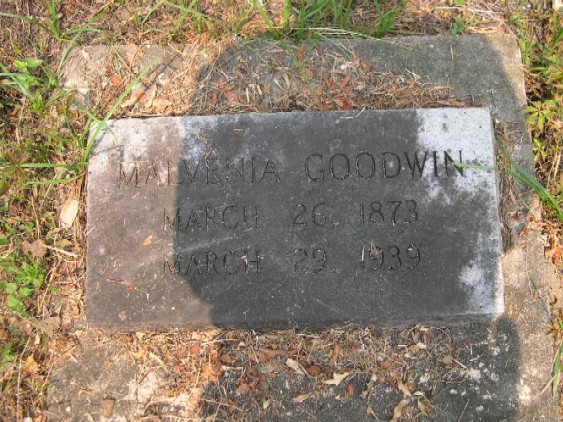 MALVENIA GOODWIN
MARCH 26, 1873
MARCH 29, 1939